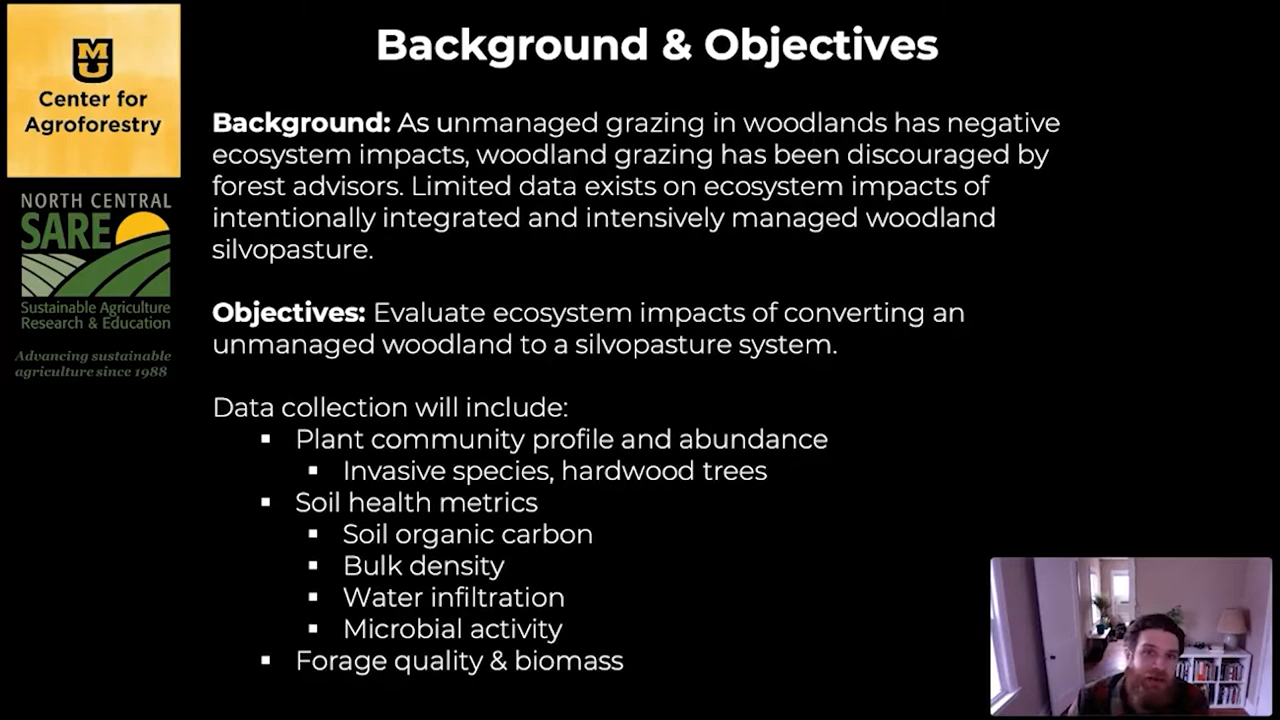 Background & Objectives
MU
Center for
Agroforestry
NORTH CENTRAL
SARE
Sustainable Agriculture
Research & Education
Advancing sustainable
agriculture since 1988
Background: As unmanaged grazing in woodlands has negative
ecosystem impacts, woodland grazing has been discouraged by
forest advisors. Limited data exists on ecosystem impacts of
intentionally integrated and intensively managed woodland
silvopasture.
Objectives: Evaluate ecosystem impacts of converting an
unmanaged woodland to a silvopasture system.
Data collection will include:
▪ Plant community profile and abundance
▪ Invasive species, hardwood trees
▪ Soil health metrics
▪ Soil organic carbon
▪ Bulk density
▪ Water infiltration
▪ Microbial activity
▪ Forage quality & biomass